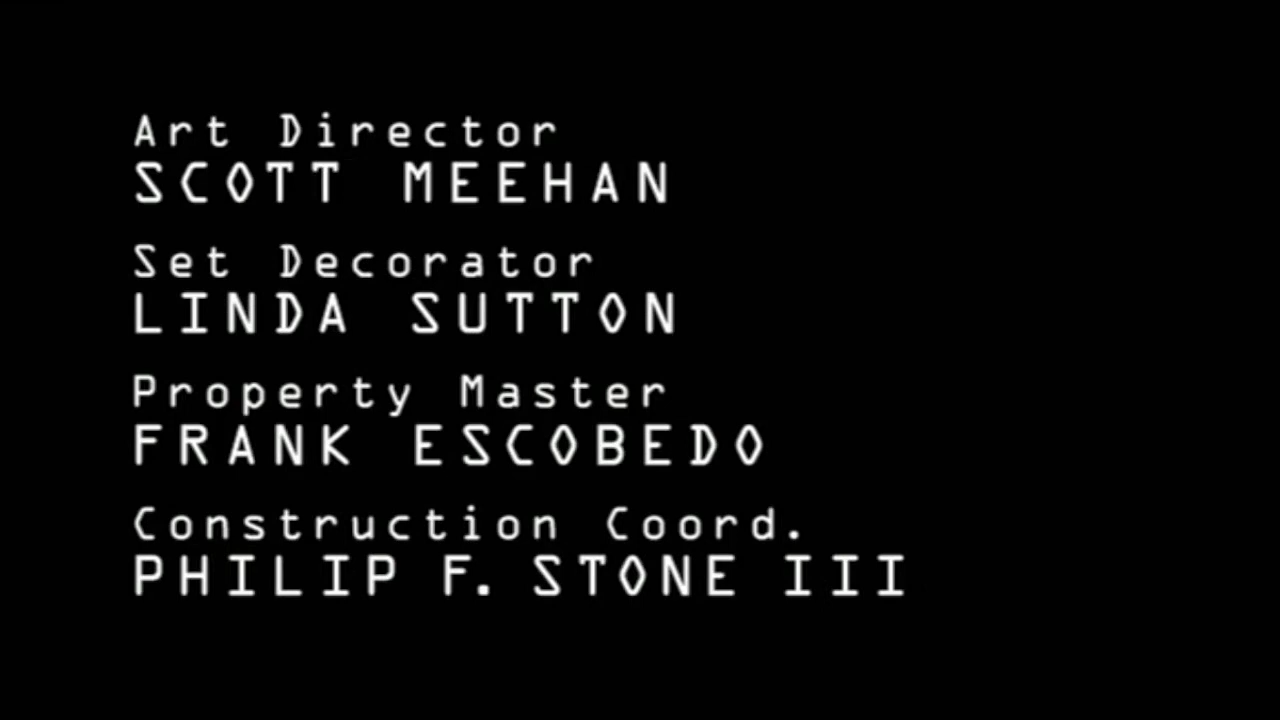 Art Director
SCOTT MEEHAN
Set Decorator
LINDA SUTTON
Property Master
FRANK ESCOBEDO
Construction Coord.
PHILIP F. STONE III